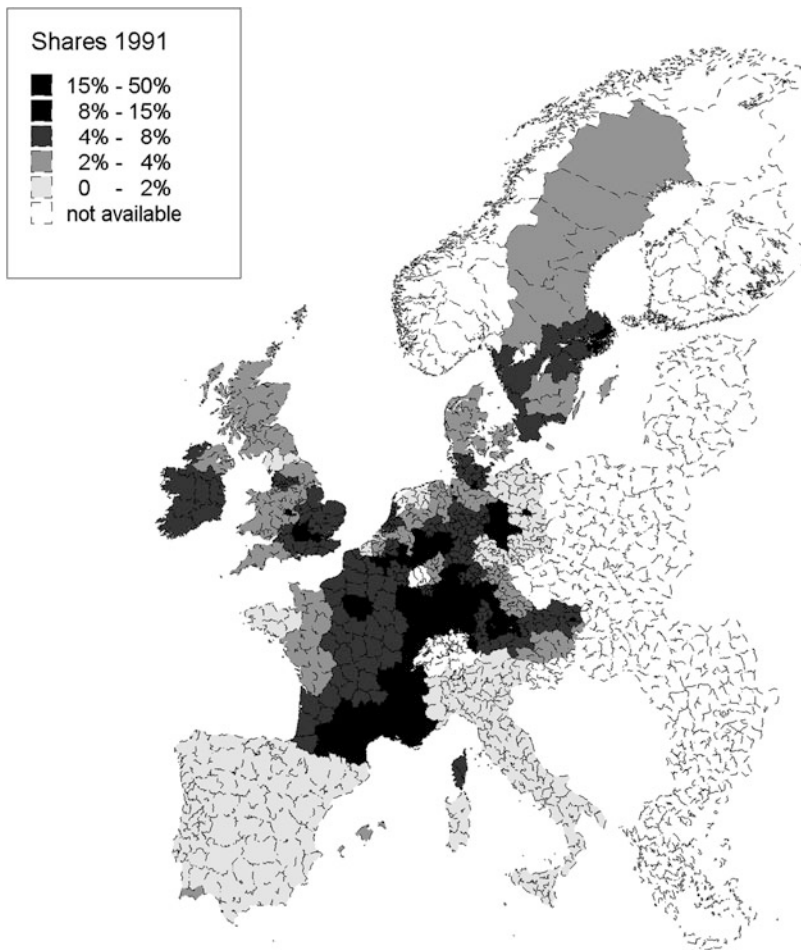 Shares 1991
15% - 50%
8% - 15%
4% - 8%
2% - 4%
0 - 2%
not available